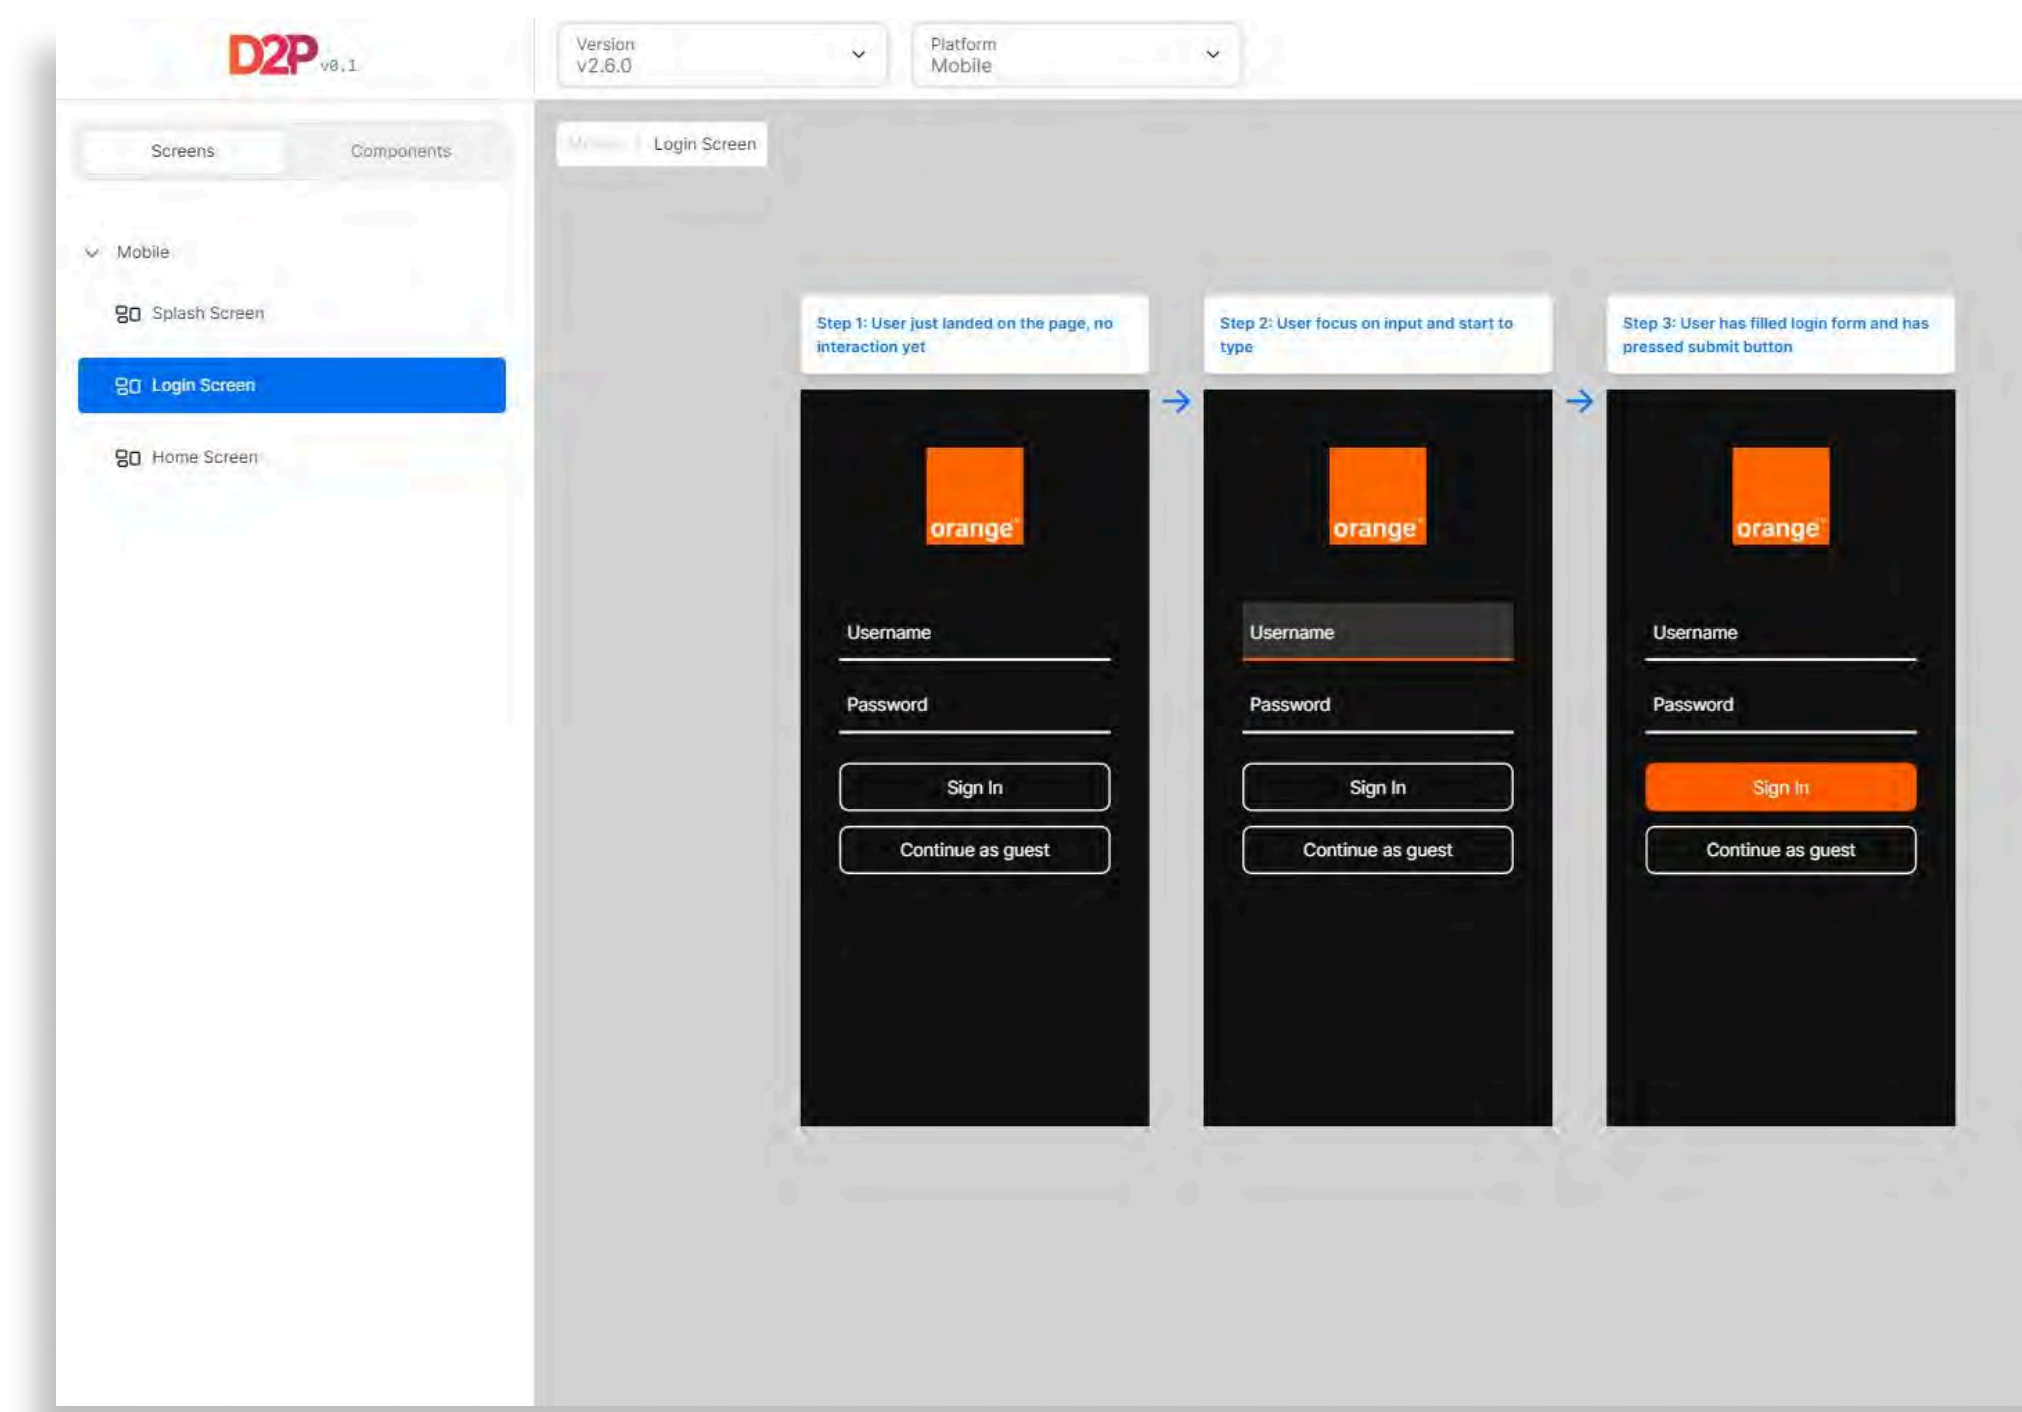 D2P v0.1
Version
v2.6.0
Platform
Mobile
Screens
Components
Login Screen
Mobile
Splash Screen
Login Screen
Home Screen
Step 1: User just landed on the page, no
interaction yet
orange™
Username
Password
Sign In
Continue as guest
Step 2: User focus on input and start to
type
orange™
Username
Password
Sign In
Continue as guest
Step 3: User has filled login form and has
pressed submit button
orange™
Username
Password
Sign In
Continue as guest